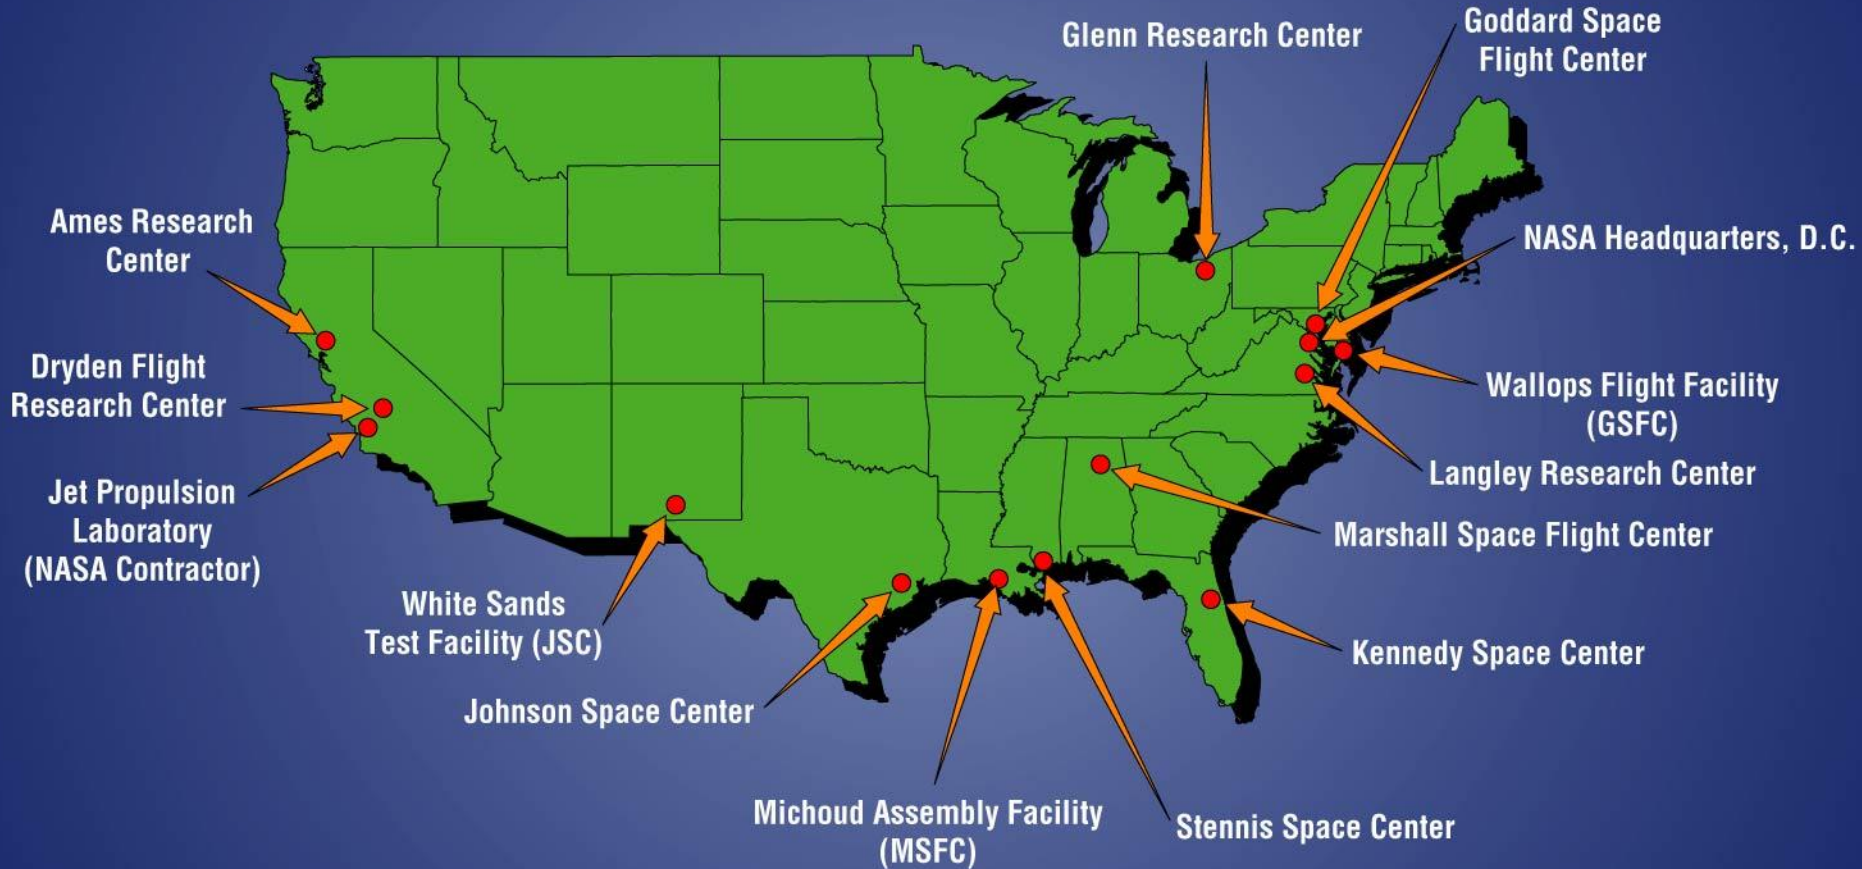 Glenn Research Center
Goddard Space
Flight Center
Ames Research
Center
NASA Headquarters, D.C.
Dryden Flight
Research Center
Wallops Flight Facility
(GSFC)
Langley Research Center
Jet Propulsion
Laboratory
(NASA Contractor)
Marshall Space Flight Center
White Sands
Test Facility (JSC)
Kennedy Space Center
Johnson Space Center
Michoud Assembly Facility
(MSFC)
Stennis Space Center